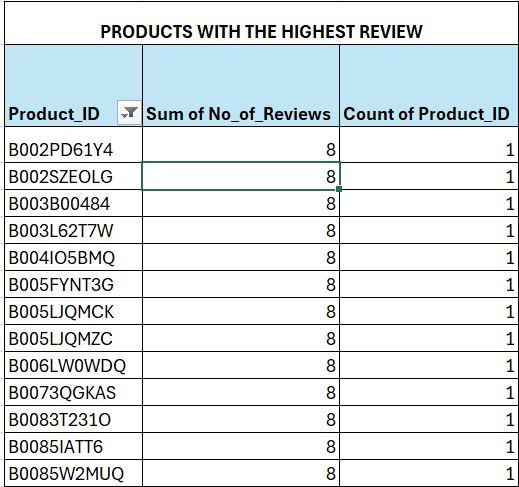 PRODUCTS WITH THE HIGHEST REVIEW
Product_ID Sum of No_of_Reviews Count of Product_ID
B002PD61Y4 8 1
B002SZEOLG 8 1
B003B00484 8 1
B003L62T7W 8 1
B004IO5BMQ 8 1
B005FYNT3G 8 1
B005LJQMCK 8 1
B005LJQMZC 8 1
B006LW0WDQ 8 1
B0073QGKAS 8 1
B0083T231O 8 1
B0085IATT6 8 1
B0085W2MUQ 8 1